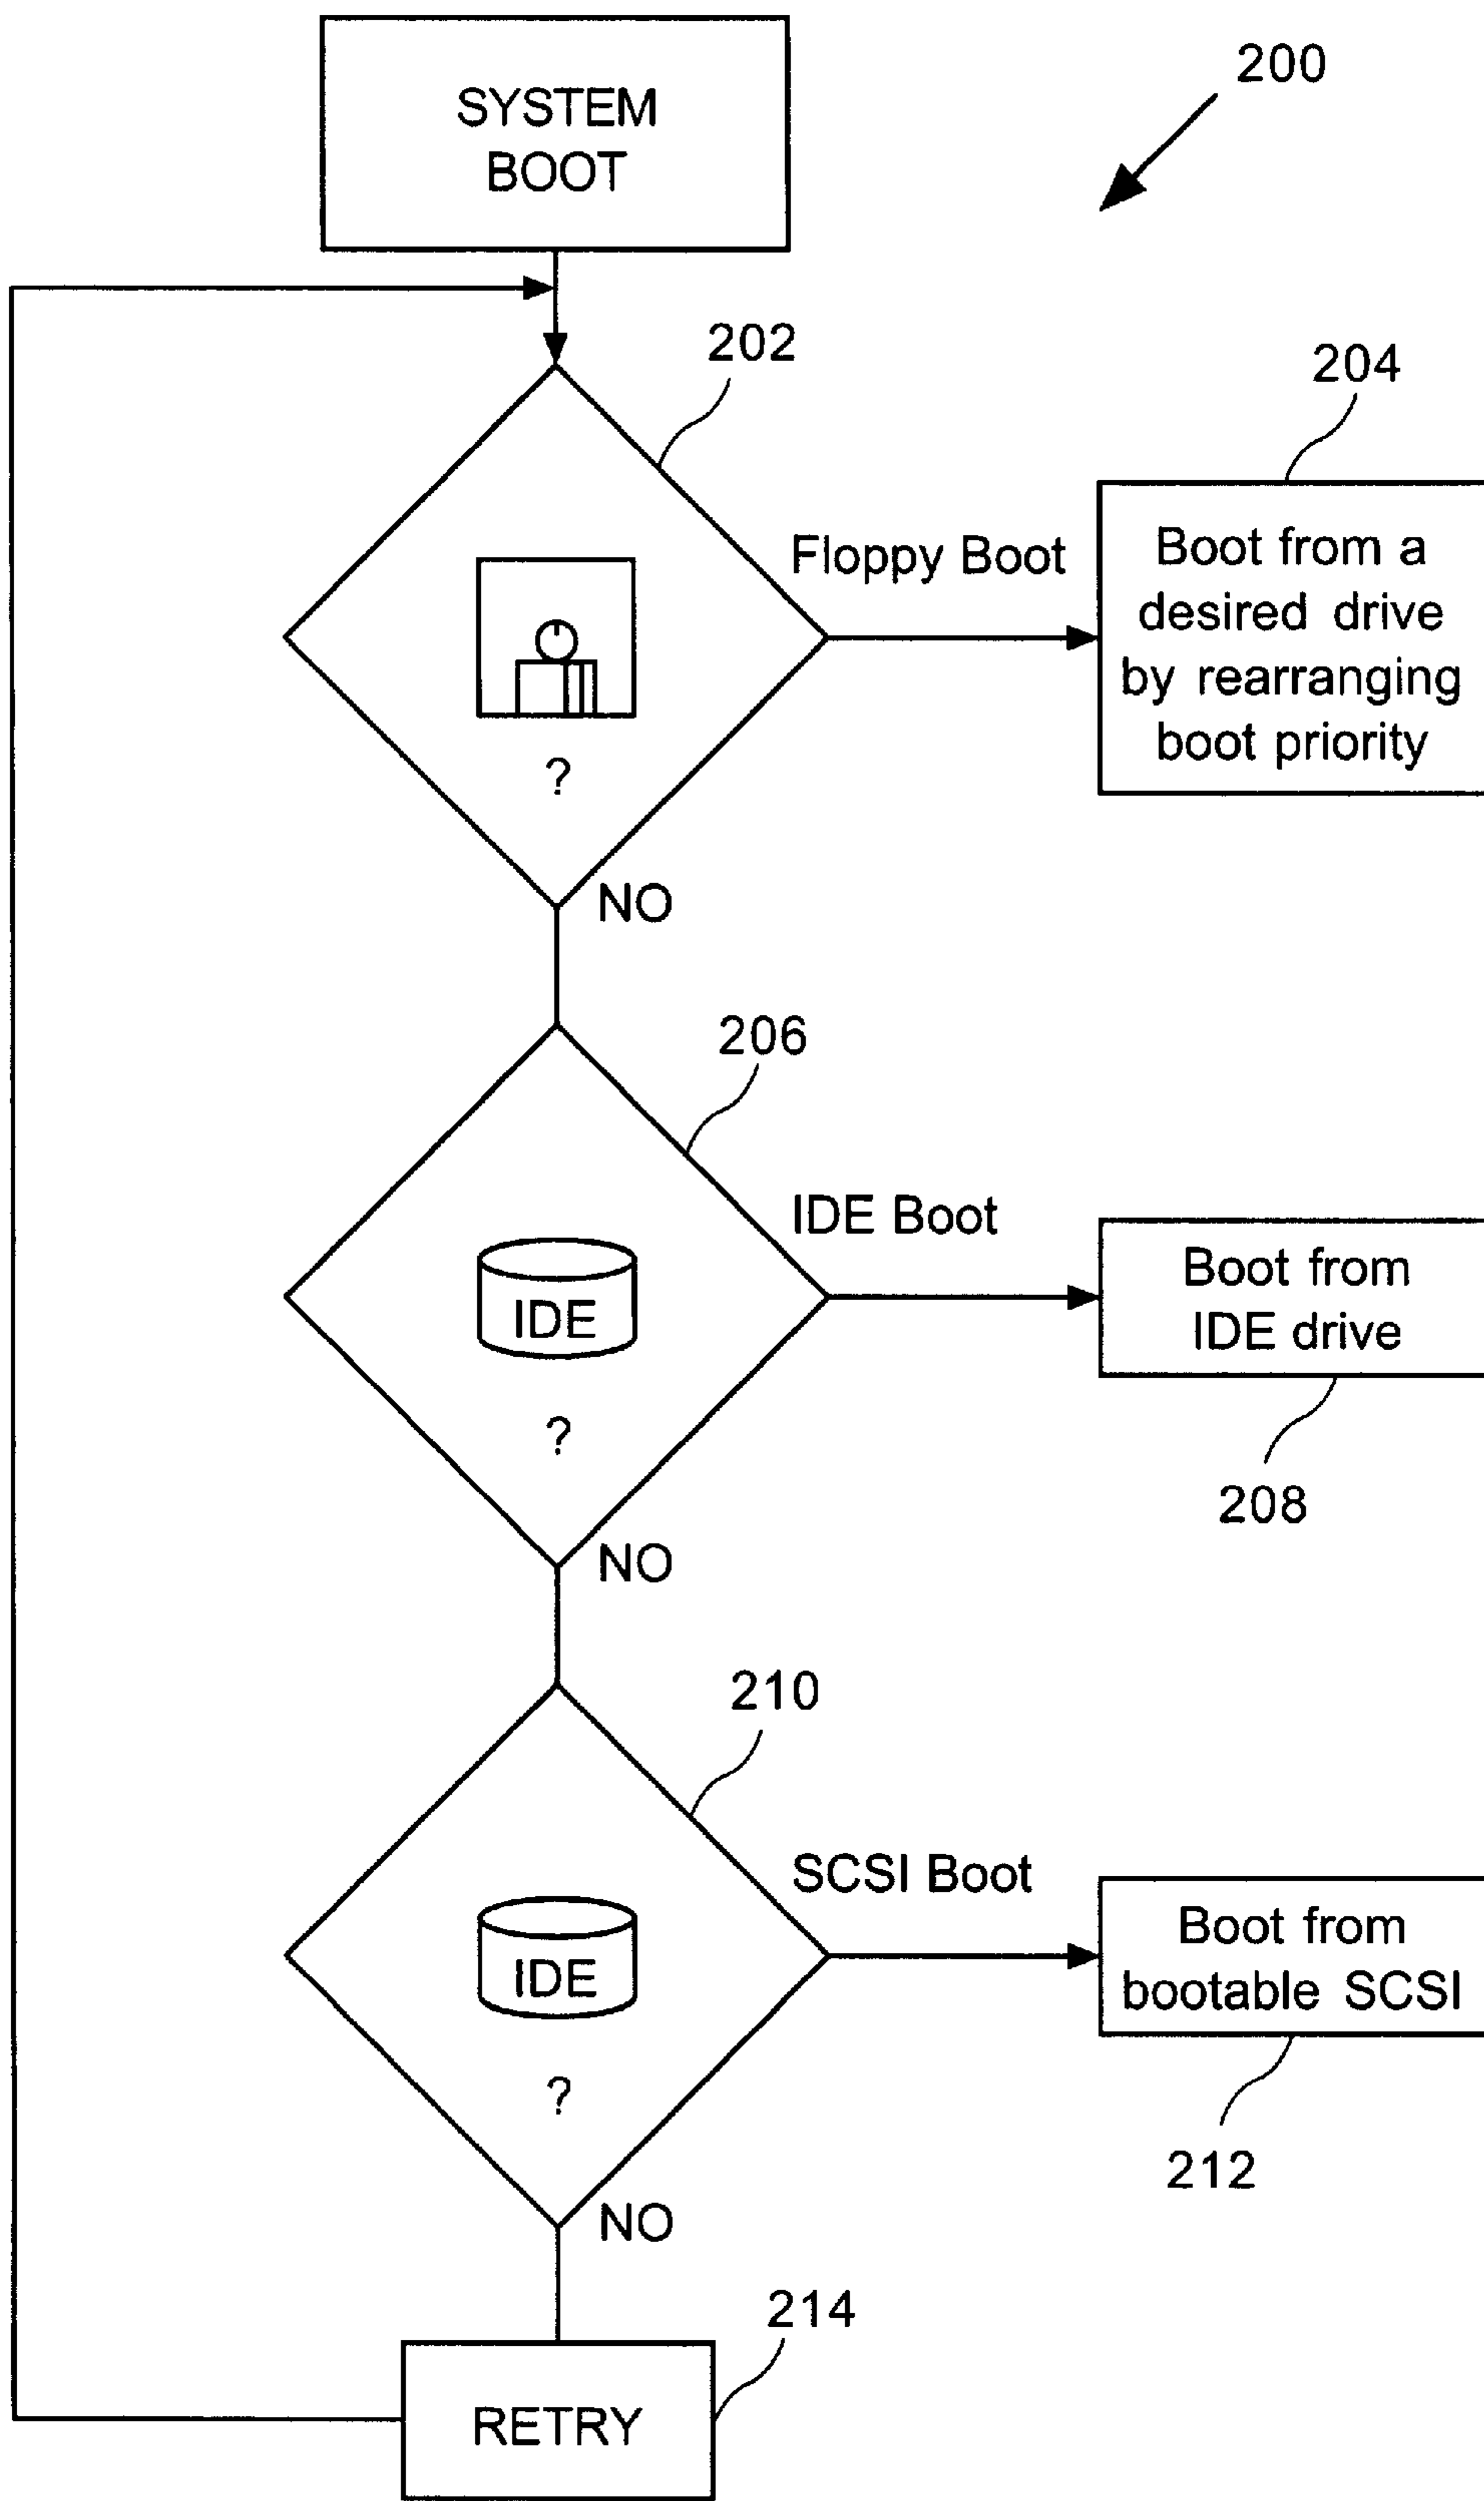 SYSTEM
BOOT
200
202
204
Floppy Boot
Boot from a
desired drive
by rearranging
boot priority
?
NO
206
IDE Boot
IDE
?
Boot from
IDE drive
208
NO
210
SCSI Boot
IDE
?
Boot from
bootable SCSI
212
NO
214
RETRY